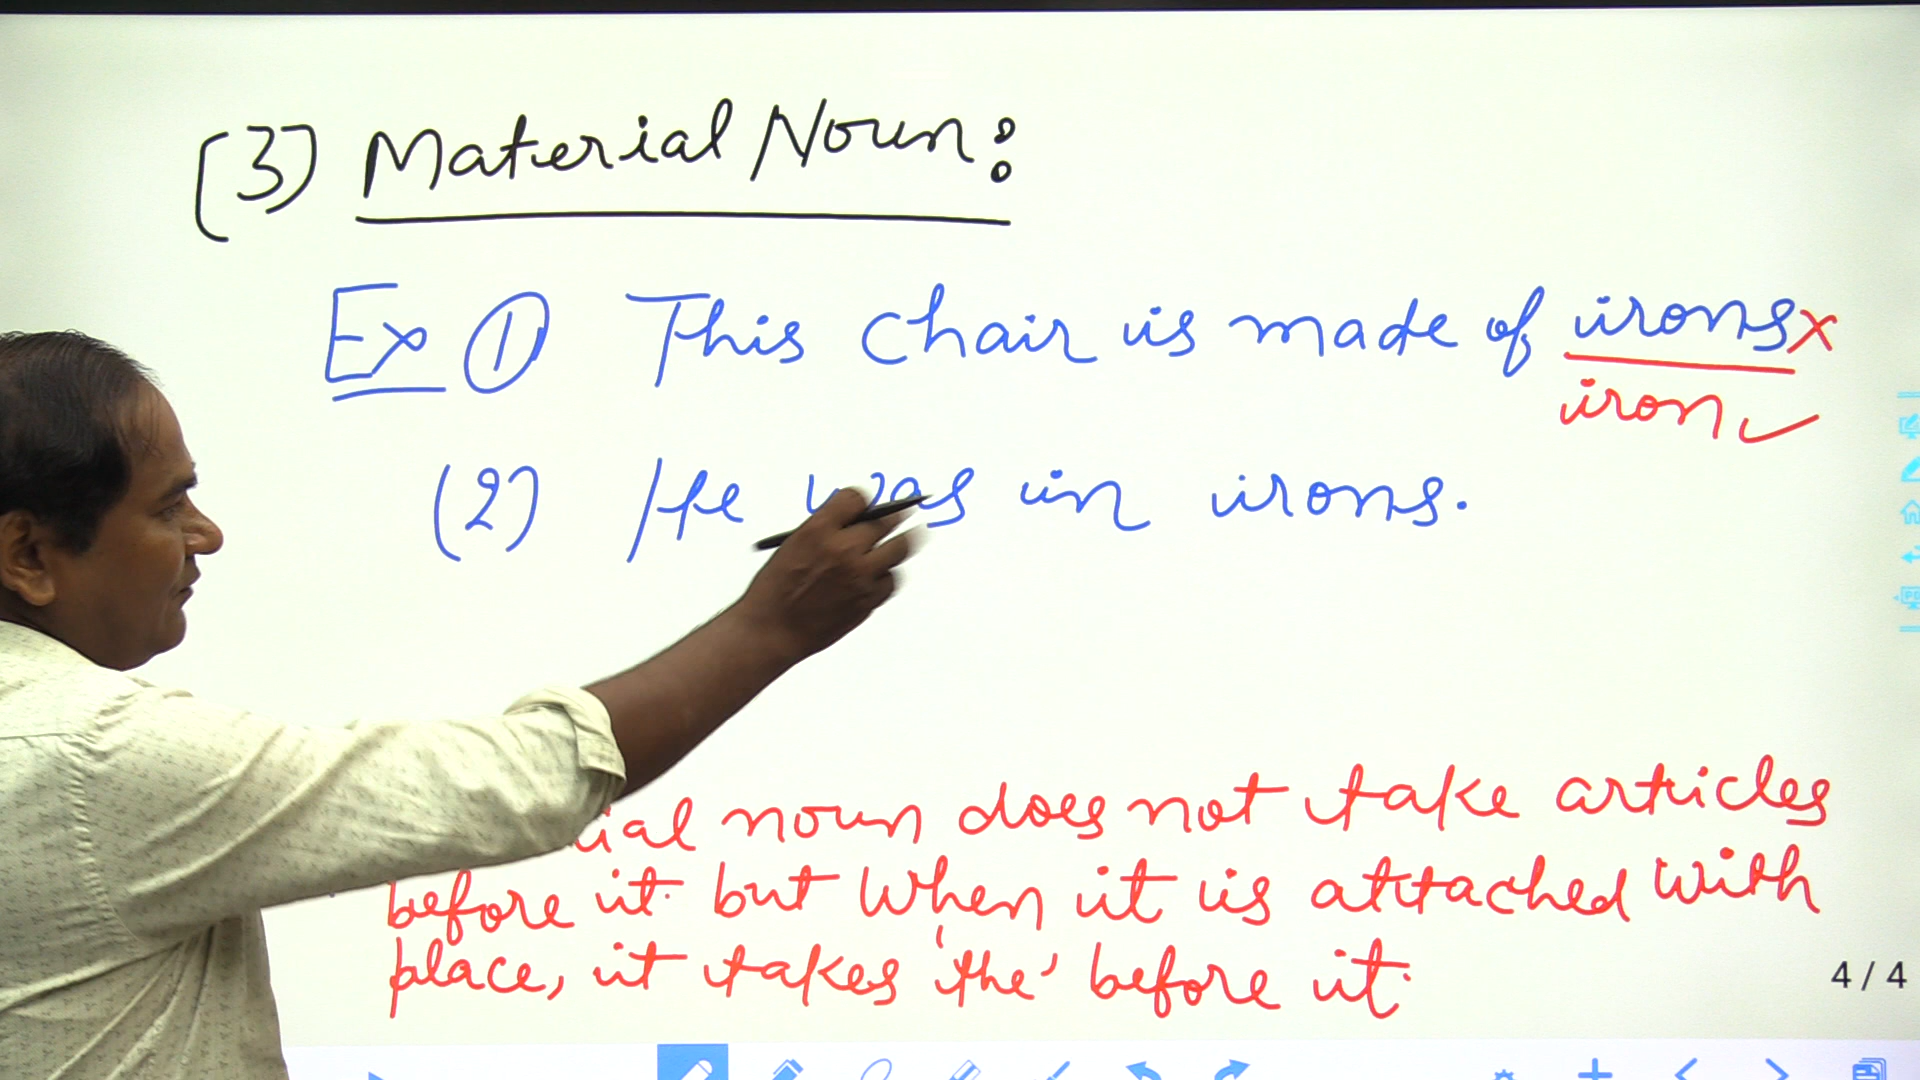 (3) Material Noun:
Ex (1) This chair is made of irons x
iron ✓
(2) He was in irons.
ial noun does not take articles
before it. but when it is attached with
place, it takes 'the' before it.
4 / 4